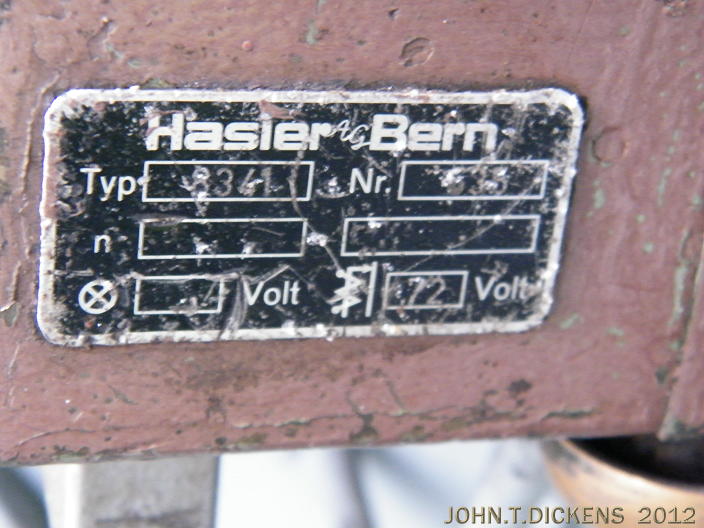 Hasler AG Bern
Typ Nr.
n
Volt 72 Volt
JOHN.T.DICKENS 2012